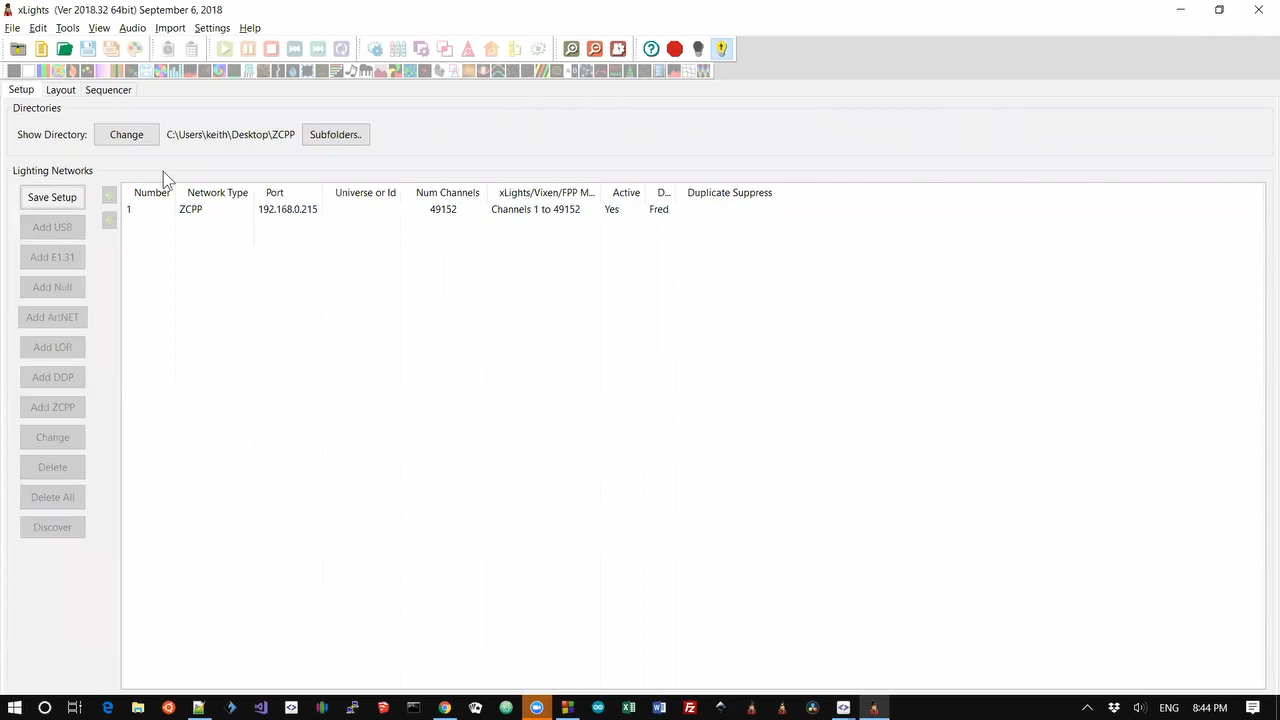 xLights (Ver 2018.32 64bit) September 6, 2018
File Edit Tools View Audio Import Settings Help
Setup Layout Sequencer
Directories
Show Directory: Change C:\Users\keith\Desktop\ZCPP Subfolders..
Lighting Networks
Save Setup
Number Network Type Port Universe or Id Num Channels xLights/Vixen/FPP M... Active D... Duplicate Suppress
1 ZCPP 192.168.0.215 49152 Channels 1 to 49152 Yes Fred
Add USB
Add E1.31
Add Null
Add ArtNET
Add LOR
Add DDP
Add ZCPP
Change
Delete
Delete All
Discover
ENG 8:44 PM